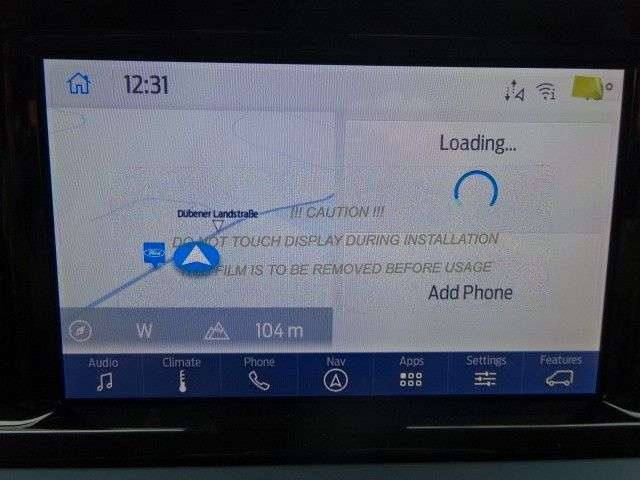 12:31
Loading...
Dübener Landstraße
!!! CAUTION !!!
DO NOT TOUCH DISPLAY DURING INSTALLATION
FILM IS TO BE REMOVED BEFORE USAGE
Ford
Add Phone
W 104 m
Audio Climate Phone Nav Apps Settings Features